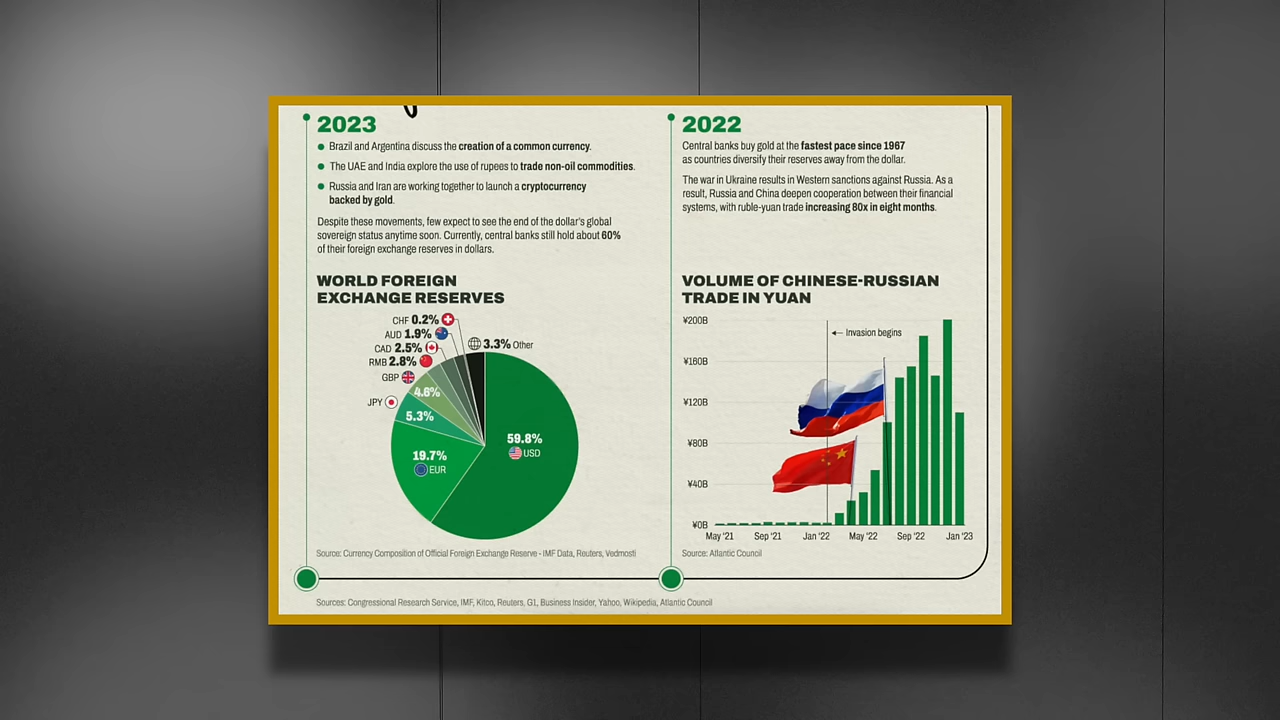 2023
Brazil and Argentina discuss the creation of a common currency.
The UAE and India explore the use of rupees to trade non-oil commodities.
Russia and Iran are working together to launch a cryptocurrency
backed by gold.
Despite these movements, few expect to see the end of the dollar's global
sovereign status anytime soon. Currently, central banks still hold about 60%
of their foreign exchange reserves in dollars.
WORLD FOREIGN
EXCHANGE RESERVES
CHF 0.2%
AUD 1.9%
CAD 2.5%
RMB 2.8%
GBP
4.6%
JPY
5.3%
3.3% Other
59.8%
USD
19.7%
EUR
Source: Currency Composition of Official Foreign Exchange Reserve - IMF Data, Reuters, Vedmosti
2022
Central banks buy gold at the fastest pace since 1967
as countries diversify their reserves away from the dollar.
The war in Ukraine results in Western sanctions against Russia. As a
result, Russia and China deepen cooperation between their financial
systems, with ruble-yuan trade increasing 80x in eight months.
VOLUME OF CHINESE-RUSSIAN
TRADE IN YUAN
¥200B
Invasion begins
¥160B
¥120B
¥80B
¥40B
¥0B
May '21 Sep '21 Jan '22 May '22 Sep '22 Jan '23
Source: Atlantic Council
Sources: Congressional Research Service, IMF, Kitco, Reuters, G1, Business Insider, Yahoo, Wikipedia, Atlantic Council